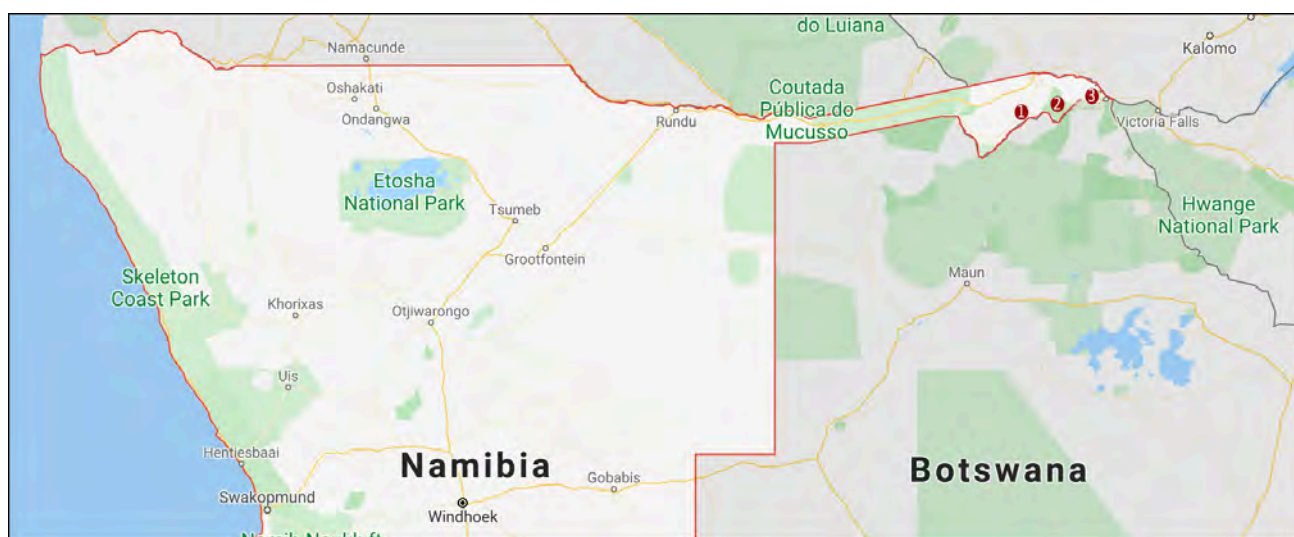 do Luiana
Kalomo
Namacunde
Oshakati
Ondangwa
Coutada
Pública do
Mucusso
Rundu
1
2
3
Victoria Falls
Etosha
National Park
Tsumeb
Hwange
National Park
Grootfontein
Skeleton
Coast Park
Maun
Khorixas
Otjiwarongo
Uis
Hentiesbaai
Namibia
Gobabis
Botswana
Swakopmund
Windhoek